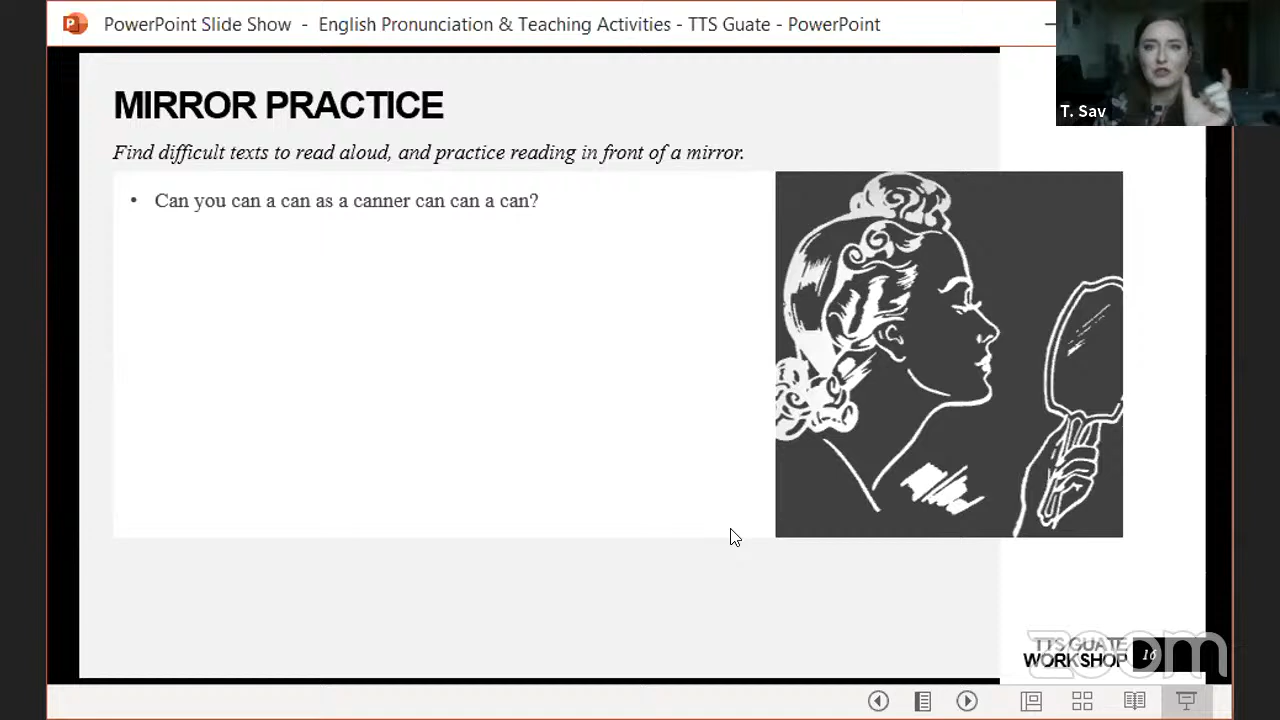 PowerPoint Slide Show - English Pronunciation & Teaching Activities - TTS Guate - PowerPoint
T. Sav
MIRROR PRACTICE
Find difficult texts to read aloud, and practice reading in front of a mirror.
• Can you can a can as a canner can can a can?
TTS GUATE
WORKSHOP
16
zoom